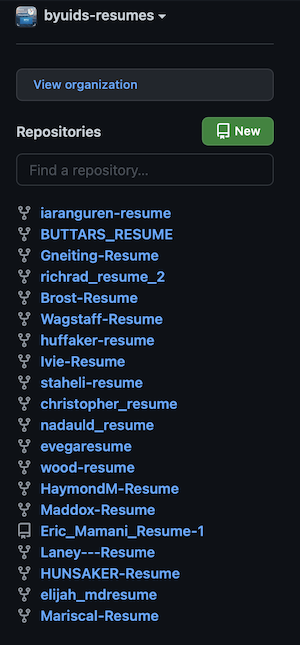 byuids-resumes
View organization
Repositories
New
Find a repository...
iaranguren-resume
BUTTARS_RESUME
Gneiting-Resume
richrad_resume_2
Brost-Resume
Wagstaff-Resume
huffaker-resume
Ivie-Resume
staheli-resume
christopher_resume
nadauld_resume
evegaresume
wood-resume
HaymondM-Resume
Maddox-Resume
Eric_Mamani_Resume-1
Laney---Resume
HUNSAKER-Resume
elijah_mdresume
Mariscal-Resume